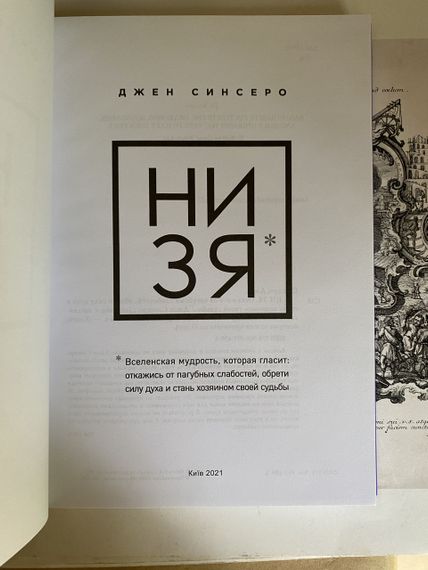 ДЖЕН СИНСЕРО
НИ
ЗЯ*
* Вселенская мудрость, которая гласит:
откажись от пагубных слабостей, обрети
силу духа и стань хозяином своей судьбы
Київ 2021